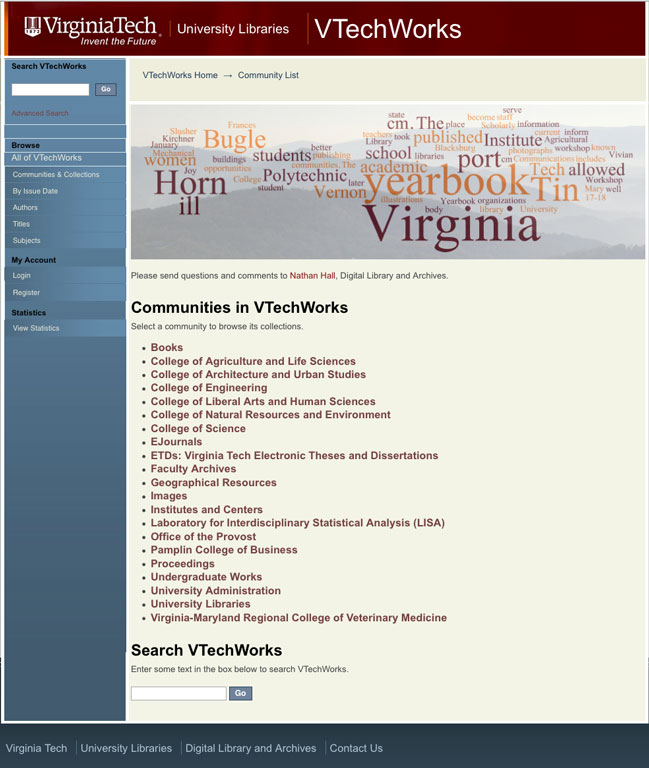 VirginiaTech
Invent the Future
University Libraries
VTechWorks
Search VTechWorks
Go
Advanced Search
Browse
All of VTechWorks
Communities & Collections
By Issue Date
Authors
Titles
Subjects
My Account
Login
Register
Statistics
View Statistics
VTechWorks Home → Community List
state
serve
cm. The place
become staff
Scholarly information
Slusher
Frances
Kirchner
Bugle
teachers took published Institute
current inform
January
Library
Blacksburg
Agricultural
Mechanical
better
photographs workshop known
women
buildings
students
publishing
school
libraries
port
cm Communications includes Vivian
Joy
opportunities
communities. The
academic
Tech allowed
Horn
College
Polytechnic
yearbook
Workshop
student
later
Vernon
Tin
Mary well
ill
illustrations
Yearbook organizations
17-18
body
library University
Virginia
Please send questions and comments to Nathan Hall, Digital Library and Archives.
Communities in VTechWorks
Select a community to browse its collections.
• Books
• College of Agriculture and Life Sciences
• College of Architecture and Urban Studies
• College of Engineering
• College of Liberal Arts and Human Sciences
• College of Natural Resources and Environment
• College of Science
• EJournals
• ETDs: Virginia Tech Electronic Theses and Dissertations
• Faculty Archives
• Geographical Resources
• Images
• Institutes and Centers
• Laboratory for Interdisciplinary Statistical Analysis (LISA)
• Office of the Provost
• Pamplin College of Business
• Proceedings
• Undergraduate Works
• University Administration
• University Libraries
• Virginia-Maryland Regional College of Veterinary Medicine
Search VTechWorks
Enter some text in the box below to search VTechWorks.
Go
Virginia Tech
University Libraries
Digital Library and Archives
Contact Us